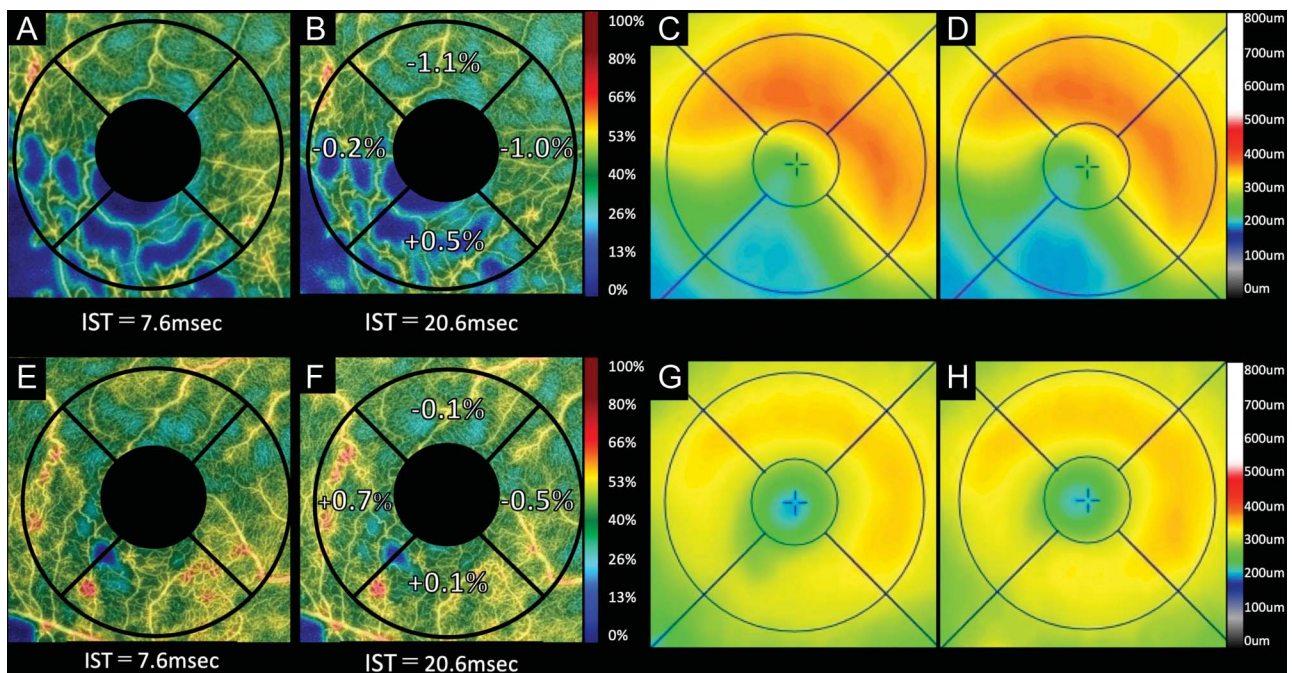 A
B
-1.1%
-0.2%
-1.0%
+0.5%
IST = 7.6msec
IST = 20.6msec
100%
80%
66%
53%
40%
26%
13%
0%
C
D
800um
700um
600um
500um
400um
300um
200um
100um
0um
E
F
-0.1%
+0.7%
-0.5%
+0.1%
IST = 7.6msec
IST = 20.6msec
100%
80%
66%
53%
40%
26%
13%
0%
G
H
800um
700um
600um
500um
400um
300um
200um
100um
0um